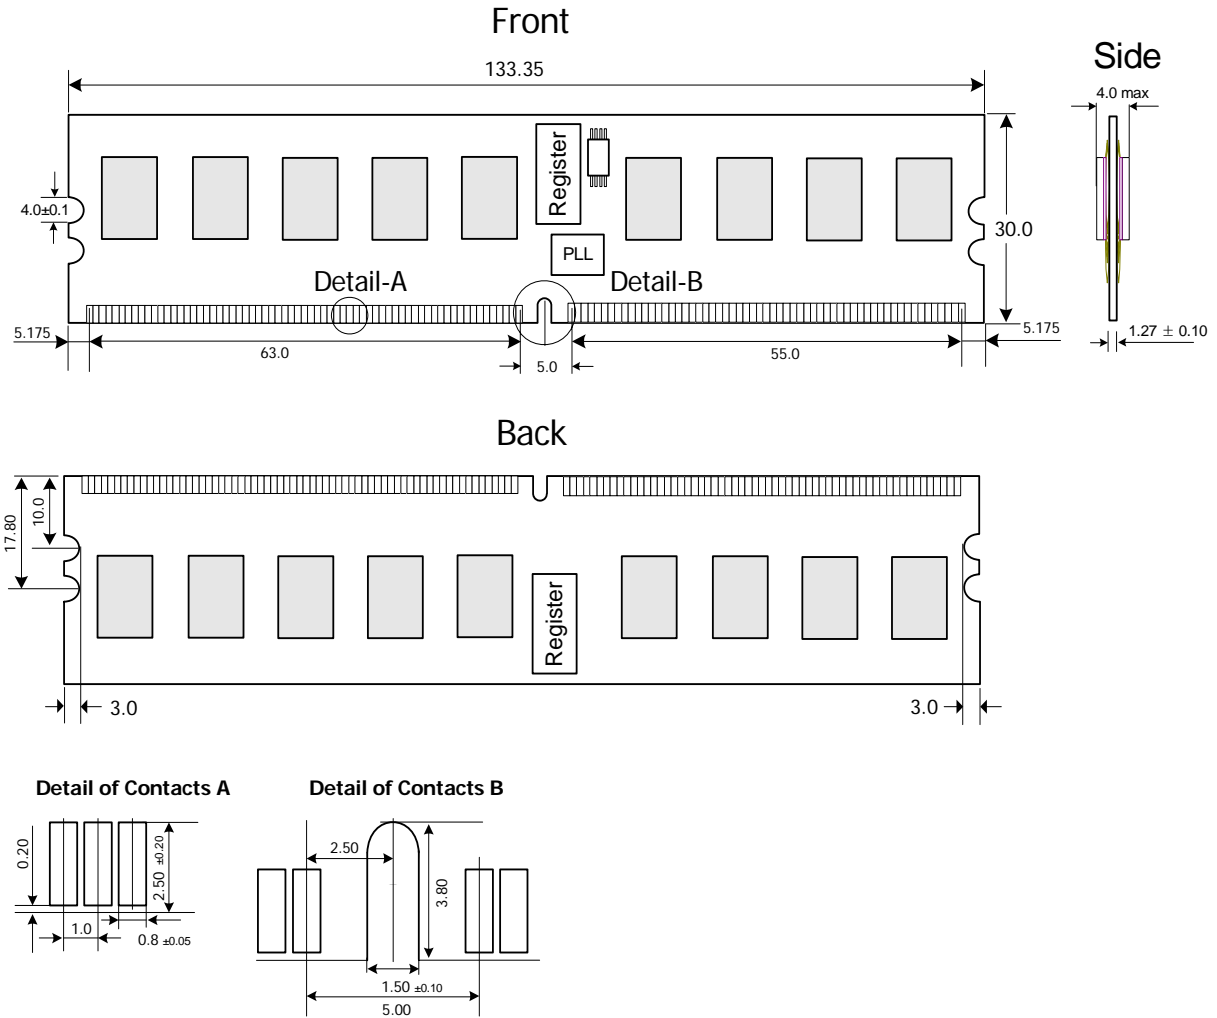 Front
133.35
Side
4.0 max
Register
4.0±0.1
30.0
PLL
Detail-A
Detail-B
5.175
63.0
5.0
55.0
5.175
1.27 ± 0.10
Back
17.80
10.0
Register
3.0
3.0
Detail of Contacts A
Detail of Contacts B
0.20
2.50 ±0.20
1.0
0.8 ±0.05
2.50
3.80
1.50 ±0.10
5.00